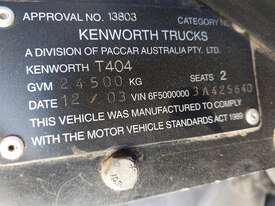 APPROVAL NO. 13803 CATEGORY N
KENWORTH TRUCKS
A DIVISION OF PACCAR AUSTRALIA PTY. LTD.
KENWORTH T404
GVM 24500 KG SEATS 2
DATE 12 / 03 VIN 6F5000000 3A425640
THIS VEHICLE WAS MANUFACTURED TO COMPLY
WITH THE MOTOR VEHICLE STANDARDS ACT 1989